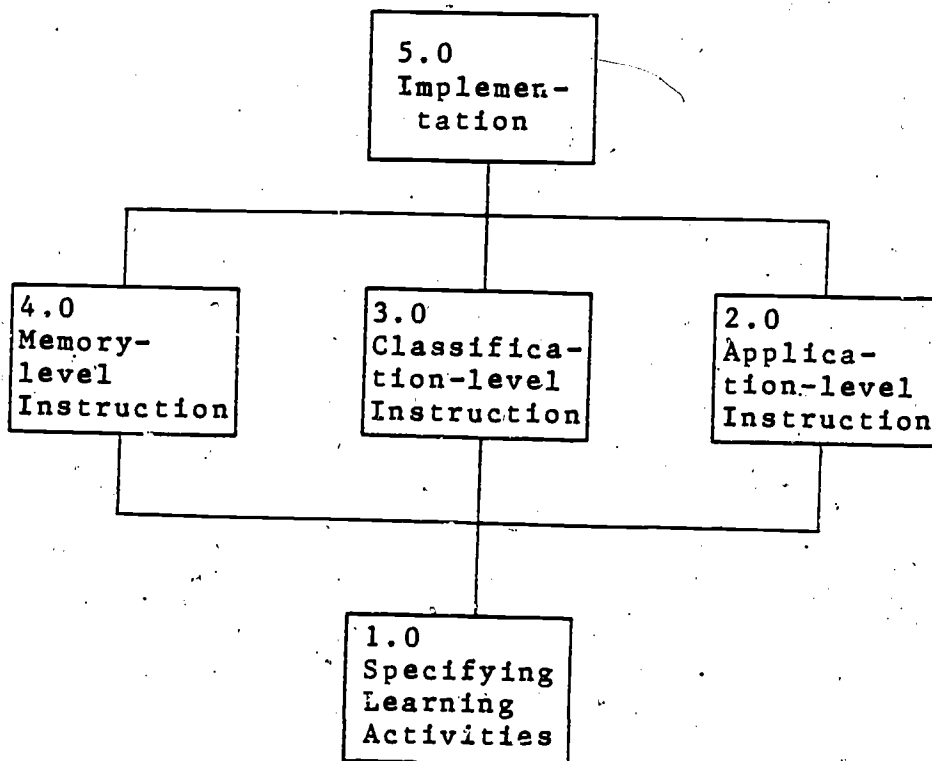 5.0
Implemen-
tation
4.0
Memory-
level
Instruction
3.0
Classifica-
tion-level
Instruction
2.0
Applica-
tion-level
Instruction
1.0
Specifying
Learning
Activities